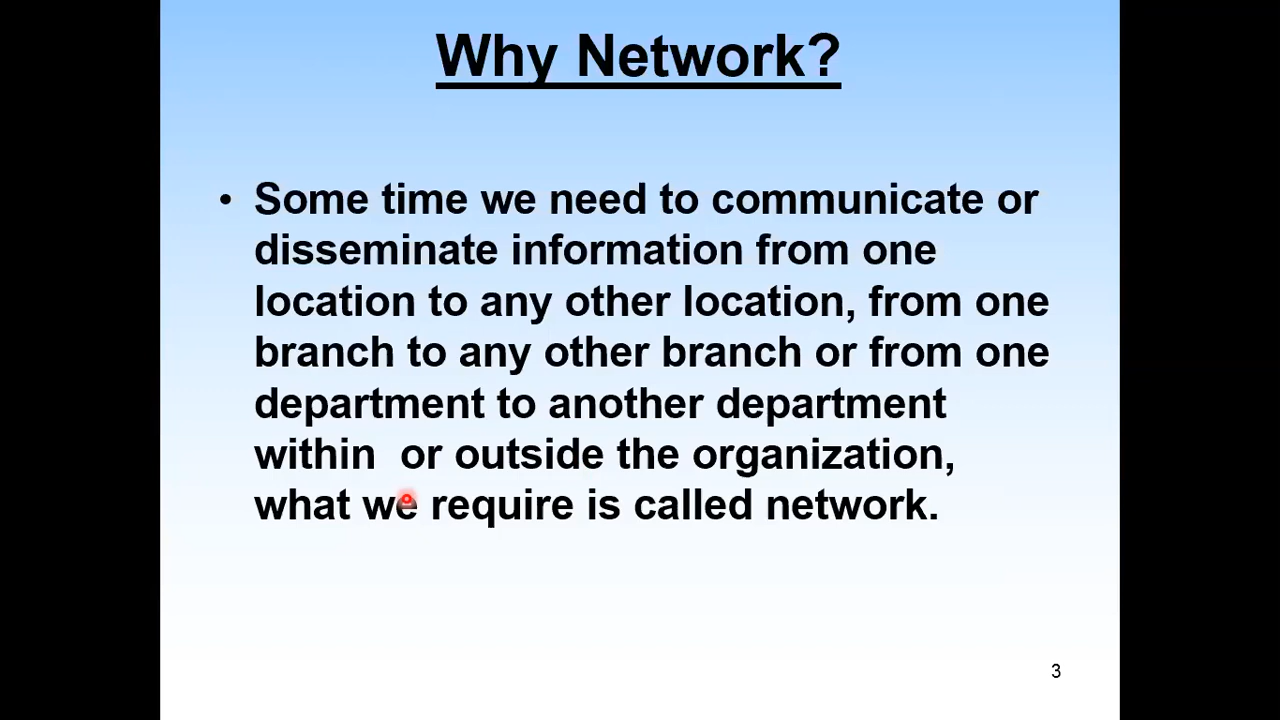 Why Network?
• Some time we need to communicate or
disseminate information from one
location to any other location, from one
branch to any other branch or from one
department to another department
within  or outside the organization,
what we require is called network.
3